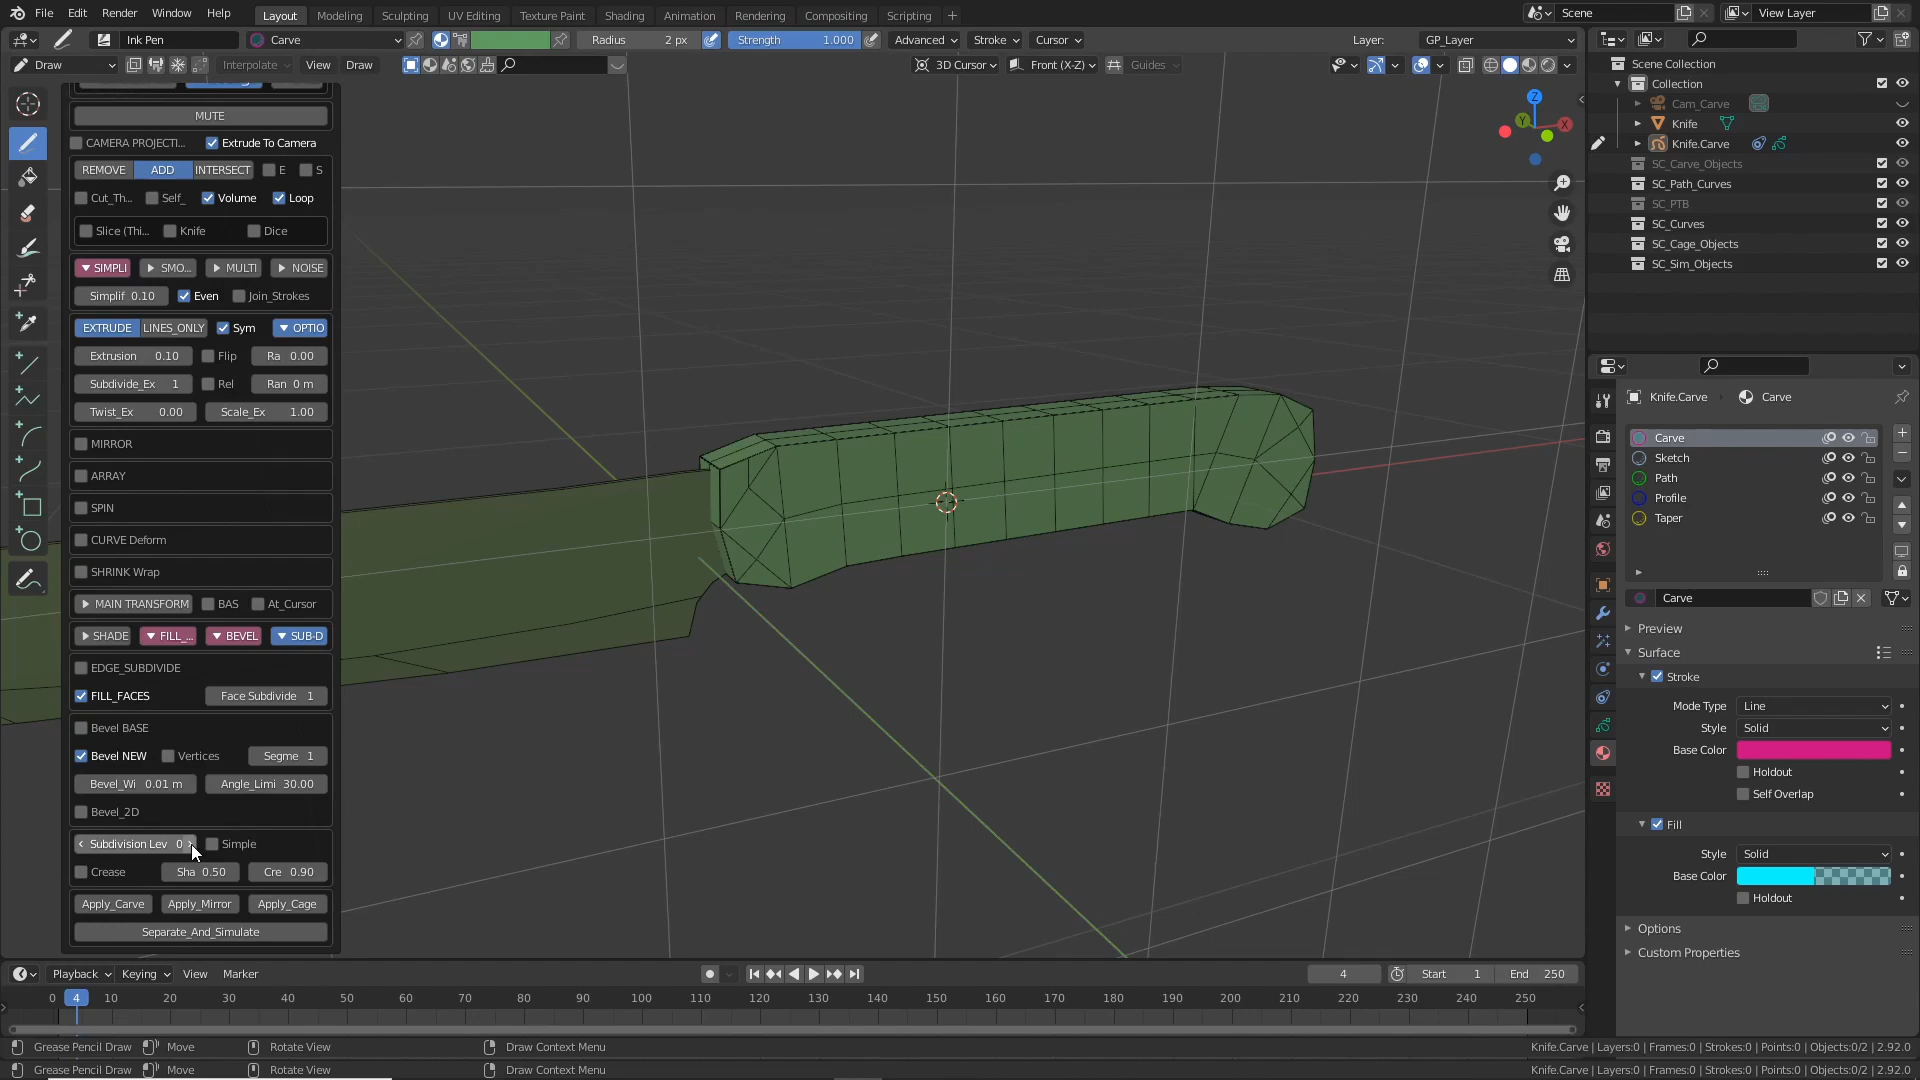 File Edit Render Window Help Layout Modeling Sculpting UV Editing Texture Paint Shading Animation Rendering Compositing Scripting + Scene View Layer
Ink Pen Carve Radius 2 px Strength 1.000 Advanced Stroke Cursor Layer: GP_Layer
Draw Interpolate View Draw 3D Cursor Front (X-Z) Guides
MUTE
CAMERA PROJECTI... Extrude To Camera
REMOVE ADD INTERSECT E S
Cut_Th... Self_ Volume Loop
Slice (Thi... Knife Dice
SIMPLI SMO... MULTI NOISE
Simplif 0.10 Even Join_Strokes
EXTRUDE LINES_ONLY Sym OPTIO
Extrusion 0.10 Flip Ra 0.00
Subdivide_Ex 1 Rel Ran 0 m
Twist_Ex 0.00 Scale_Ex 1.00
MIRROR
ARRAY
SPIN
CURVE Deform
SHRINK Wrap
MAIN TRANSFORM BAS At_Cursor
SHADE FILL_... BEVEL SUB-D
EDGE_SUBDIVIDE
FILL_FACES Face Subdivide 1
Bevel BASE
Bevel NEW Vertices Segme 1
Bevel_Wi 0.01 m Angle_Limi 30.00
Bevel_2D
Subdivision Lev 0 Simple
Crease Sha 0.50 Cre 0.90
Apply_Carve Apply_Mirror Apply_Cage
Separate_And_Simulate
Z
Y X
Scene Collection
Collection
Cam_Carve
Knife
Knife.Carve
SC_Carve_Objects
SC_Path_Curves
SC_PTB
SC_Curves
SC_Cage_Objects
SC_Sim_Objects
Knife.Carve Carve
Carve
Sketch
Path
Profile
Taper
Carve
Preview
Surface
Stroke
Mode Type Line
Style Solid
Base Color
Holdout
Self Overlap
Fill
Style Solid
Base Color
Holdout
Options
Custom Properties
Playback Keying View Marker 4 Start 1 End 250
0 4 10 20 30 40 50 60 70 80 90 100 110 120 130 140 150 160 170 180 190 200 210 220 230 240 250
Grease Pencil Draw Move Rotate View Draw Context Menu Knife.Carve | Layers:0 | Frames:0 | Strokes:0 | Points:0 | Objects:0/2 | 2.92.0
Grease Pencil Draw Move Rotate View Draw Context Menu Knife.Carve | Layers:0 | Frames:0 | Strokes:0 | Points:0 | Objects:0/2 | 2.92.0